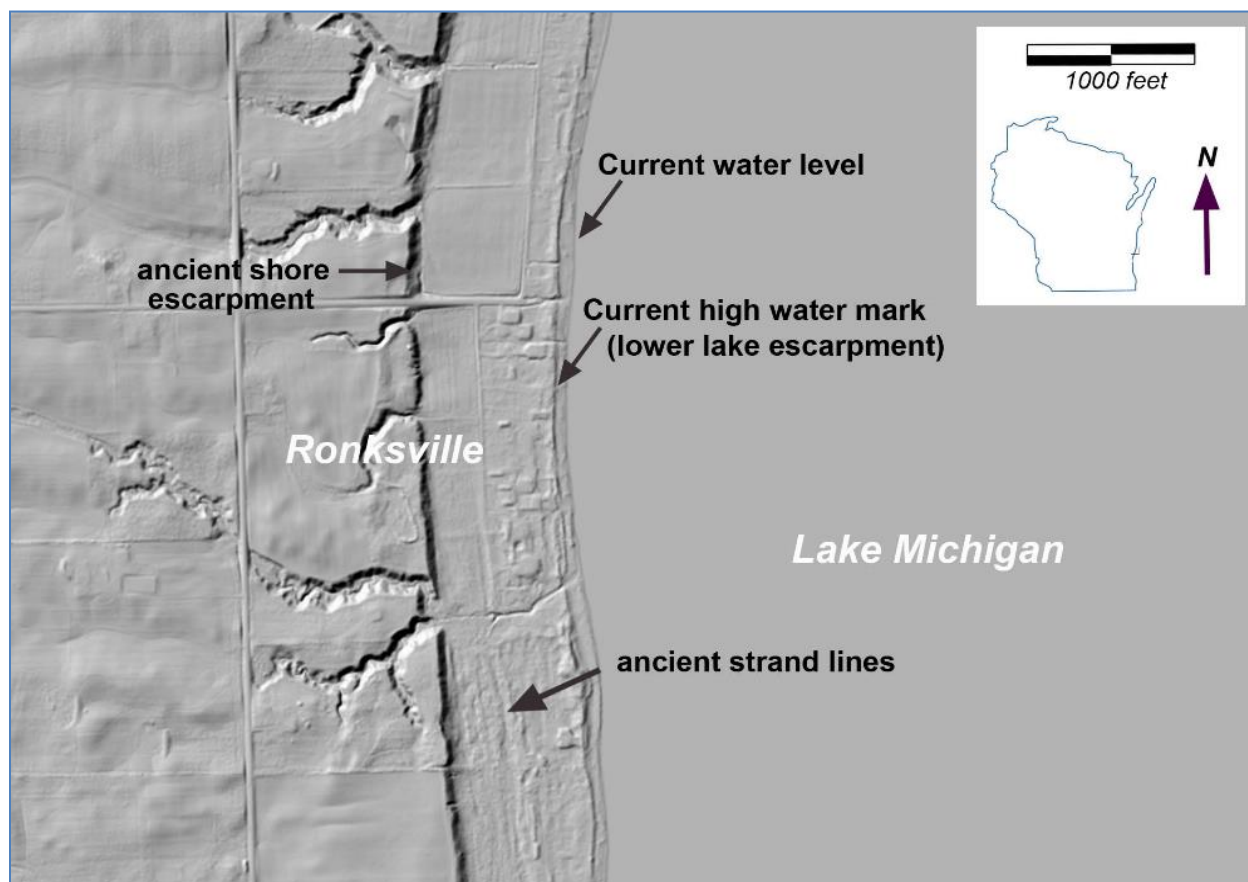 1000 feet
N
Current water level
ancient shore
escarpment
Current high water mark
(lower lake escarpment)
Ronksville
Lake Michigan
ancient strand lines